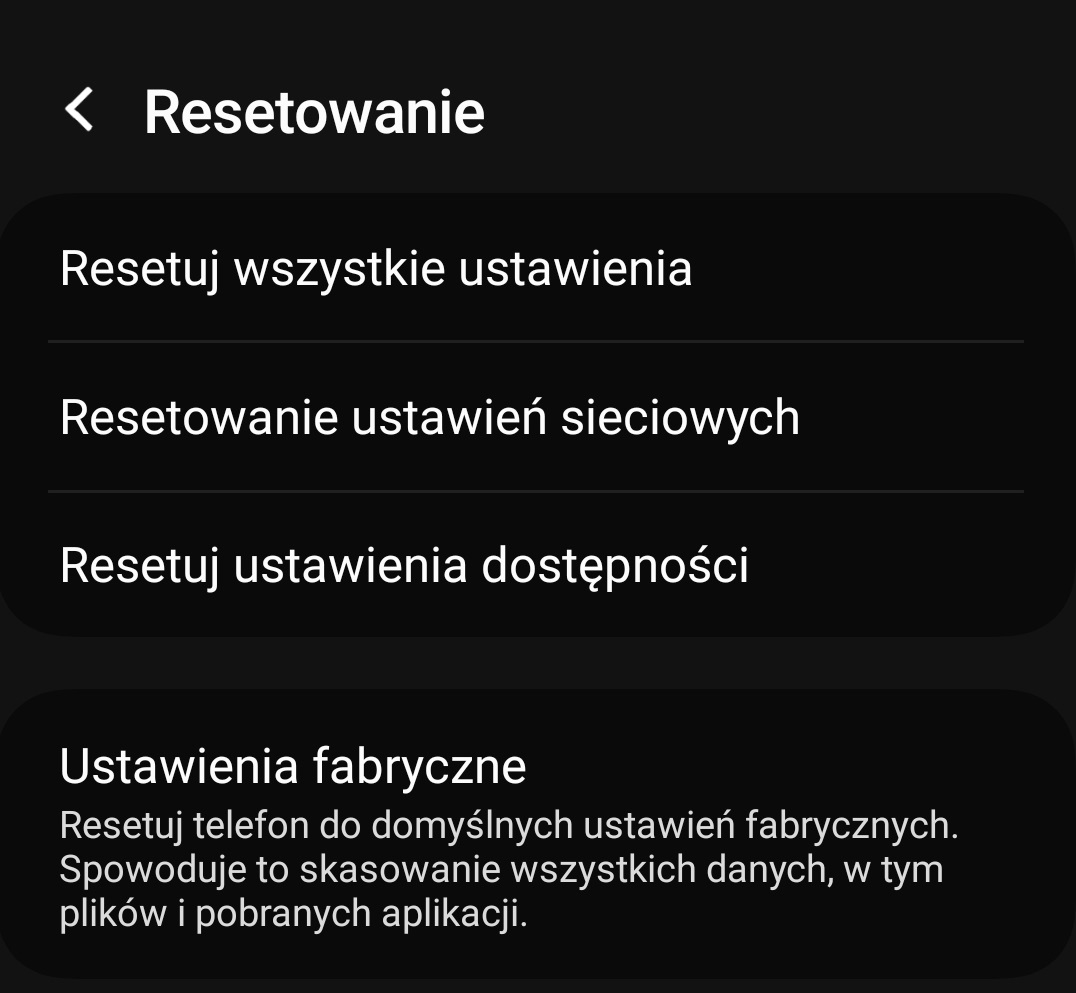 Resetowanie
Resetuj wszystkie ustawienia
Resetowanie ustawień sieciowych
Resetuj ustawienia dostępności
Ustawienia fabryczne
Resetuj telefon do domyślnych ustawień fabrycznych.
Spowoduje to skasowanie wszystkich danych, w tym
plików i pobranych aplikacji.